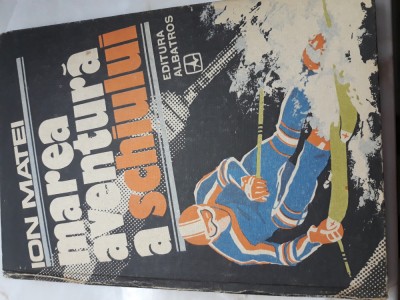 ION MATEI
marea
aventură
a schiului
EDITURA
ALBATROS